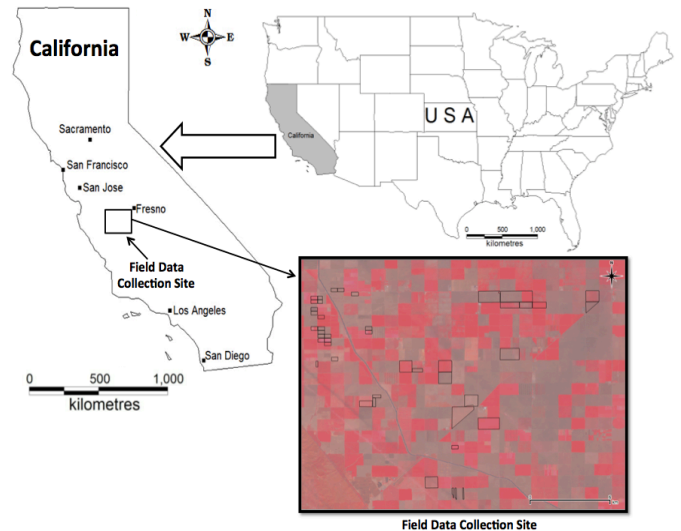 California
N
W E
S
Sacramento
San Francisco
San Jose
Fresno
Field Data
Collection Site
Los Angeles
San Diego
0 500 1,000
kilometres
California
USA
0 500 1,000
kilometres
Field Data Collection Site